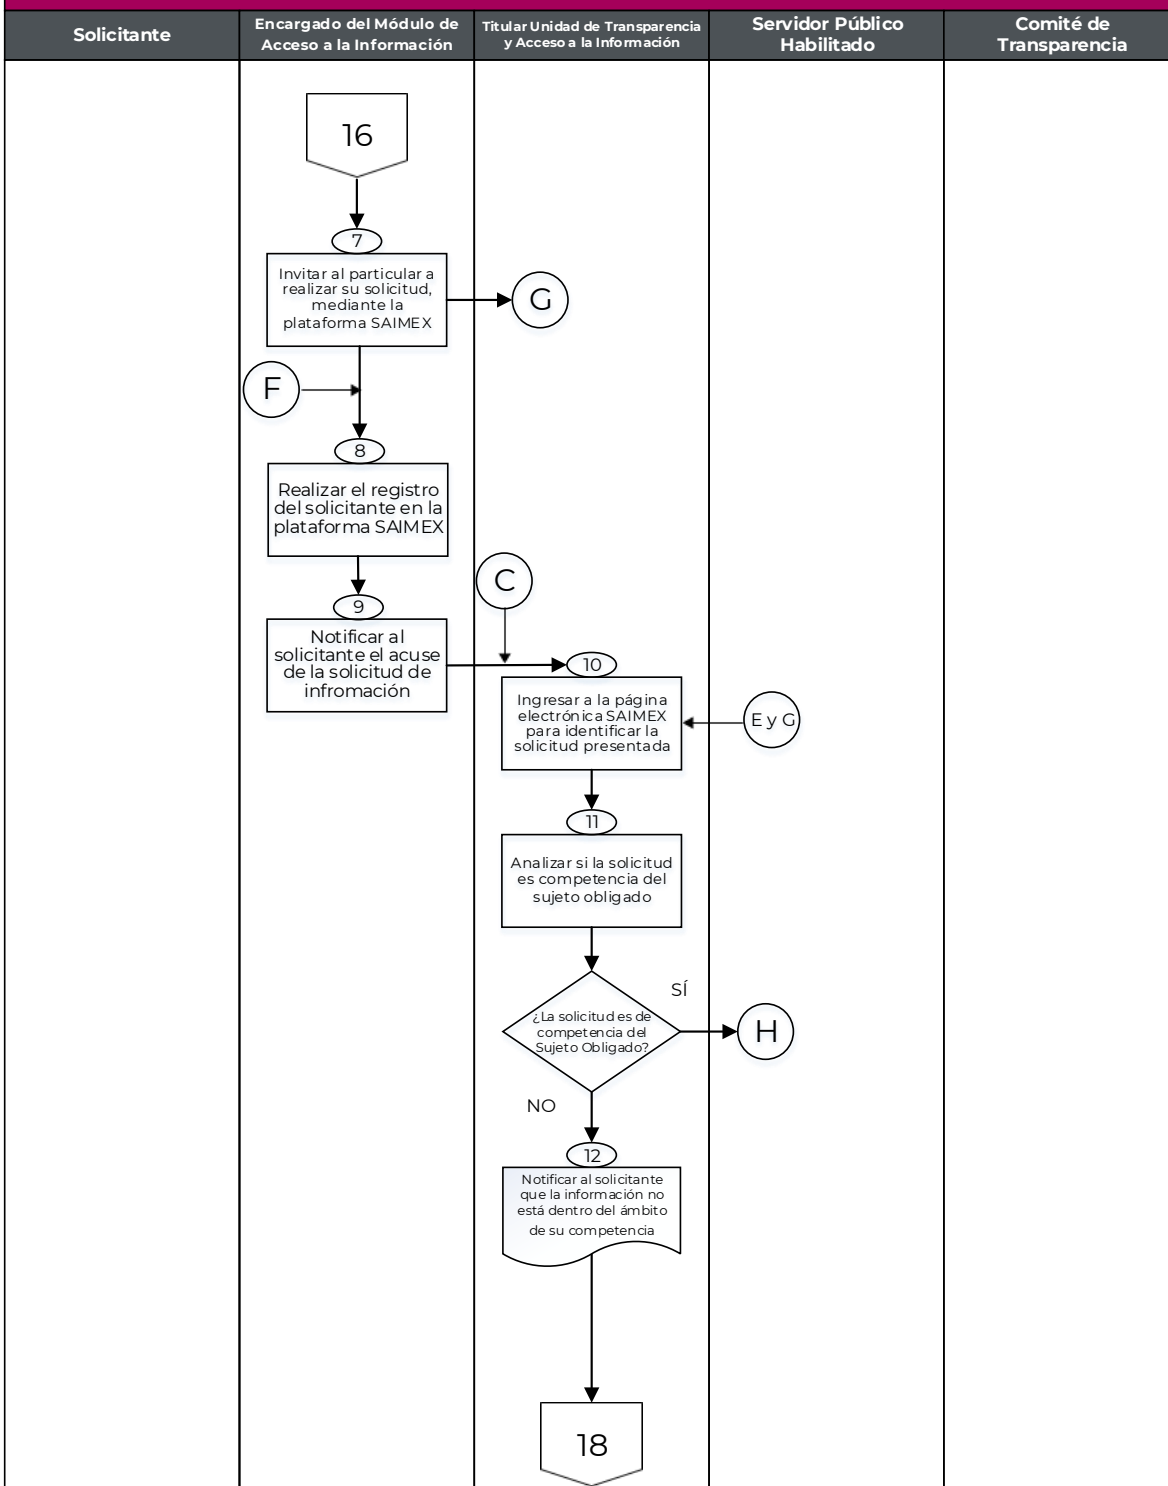 Solicitante
Encargado del Módulo de
Acceso a la Información
Titular Unidad de Transparencia
y Acceso a la Información
Servidor Público
Habilitado
Comité de
Transparencia
16
7
Invitar al particular a
realizar su solicitud,
mediante la
plataforma SAIMEX
G
F
8
Realizar el registro
del solicitante en la
plataforma SAIMEX
C
9
Notificar al
solicitante el acuse
de la solicitud de
infromación
10
Ingresar a la página
electrónica SAIMEX
para identificar la
solicitud presentada
E y G
11
Analizar si la solicitud
es competencia del
sujeto obligado
SÍ
¿La solicitud es de
competencia del
Sujeto Obligado?
H
NO
12
Notificar al solicitante
que la información no
está dentro del ámbito
de su competencia
18